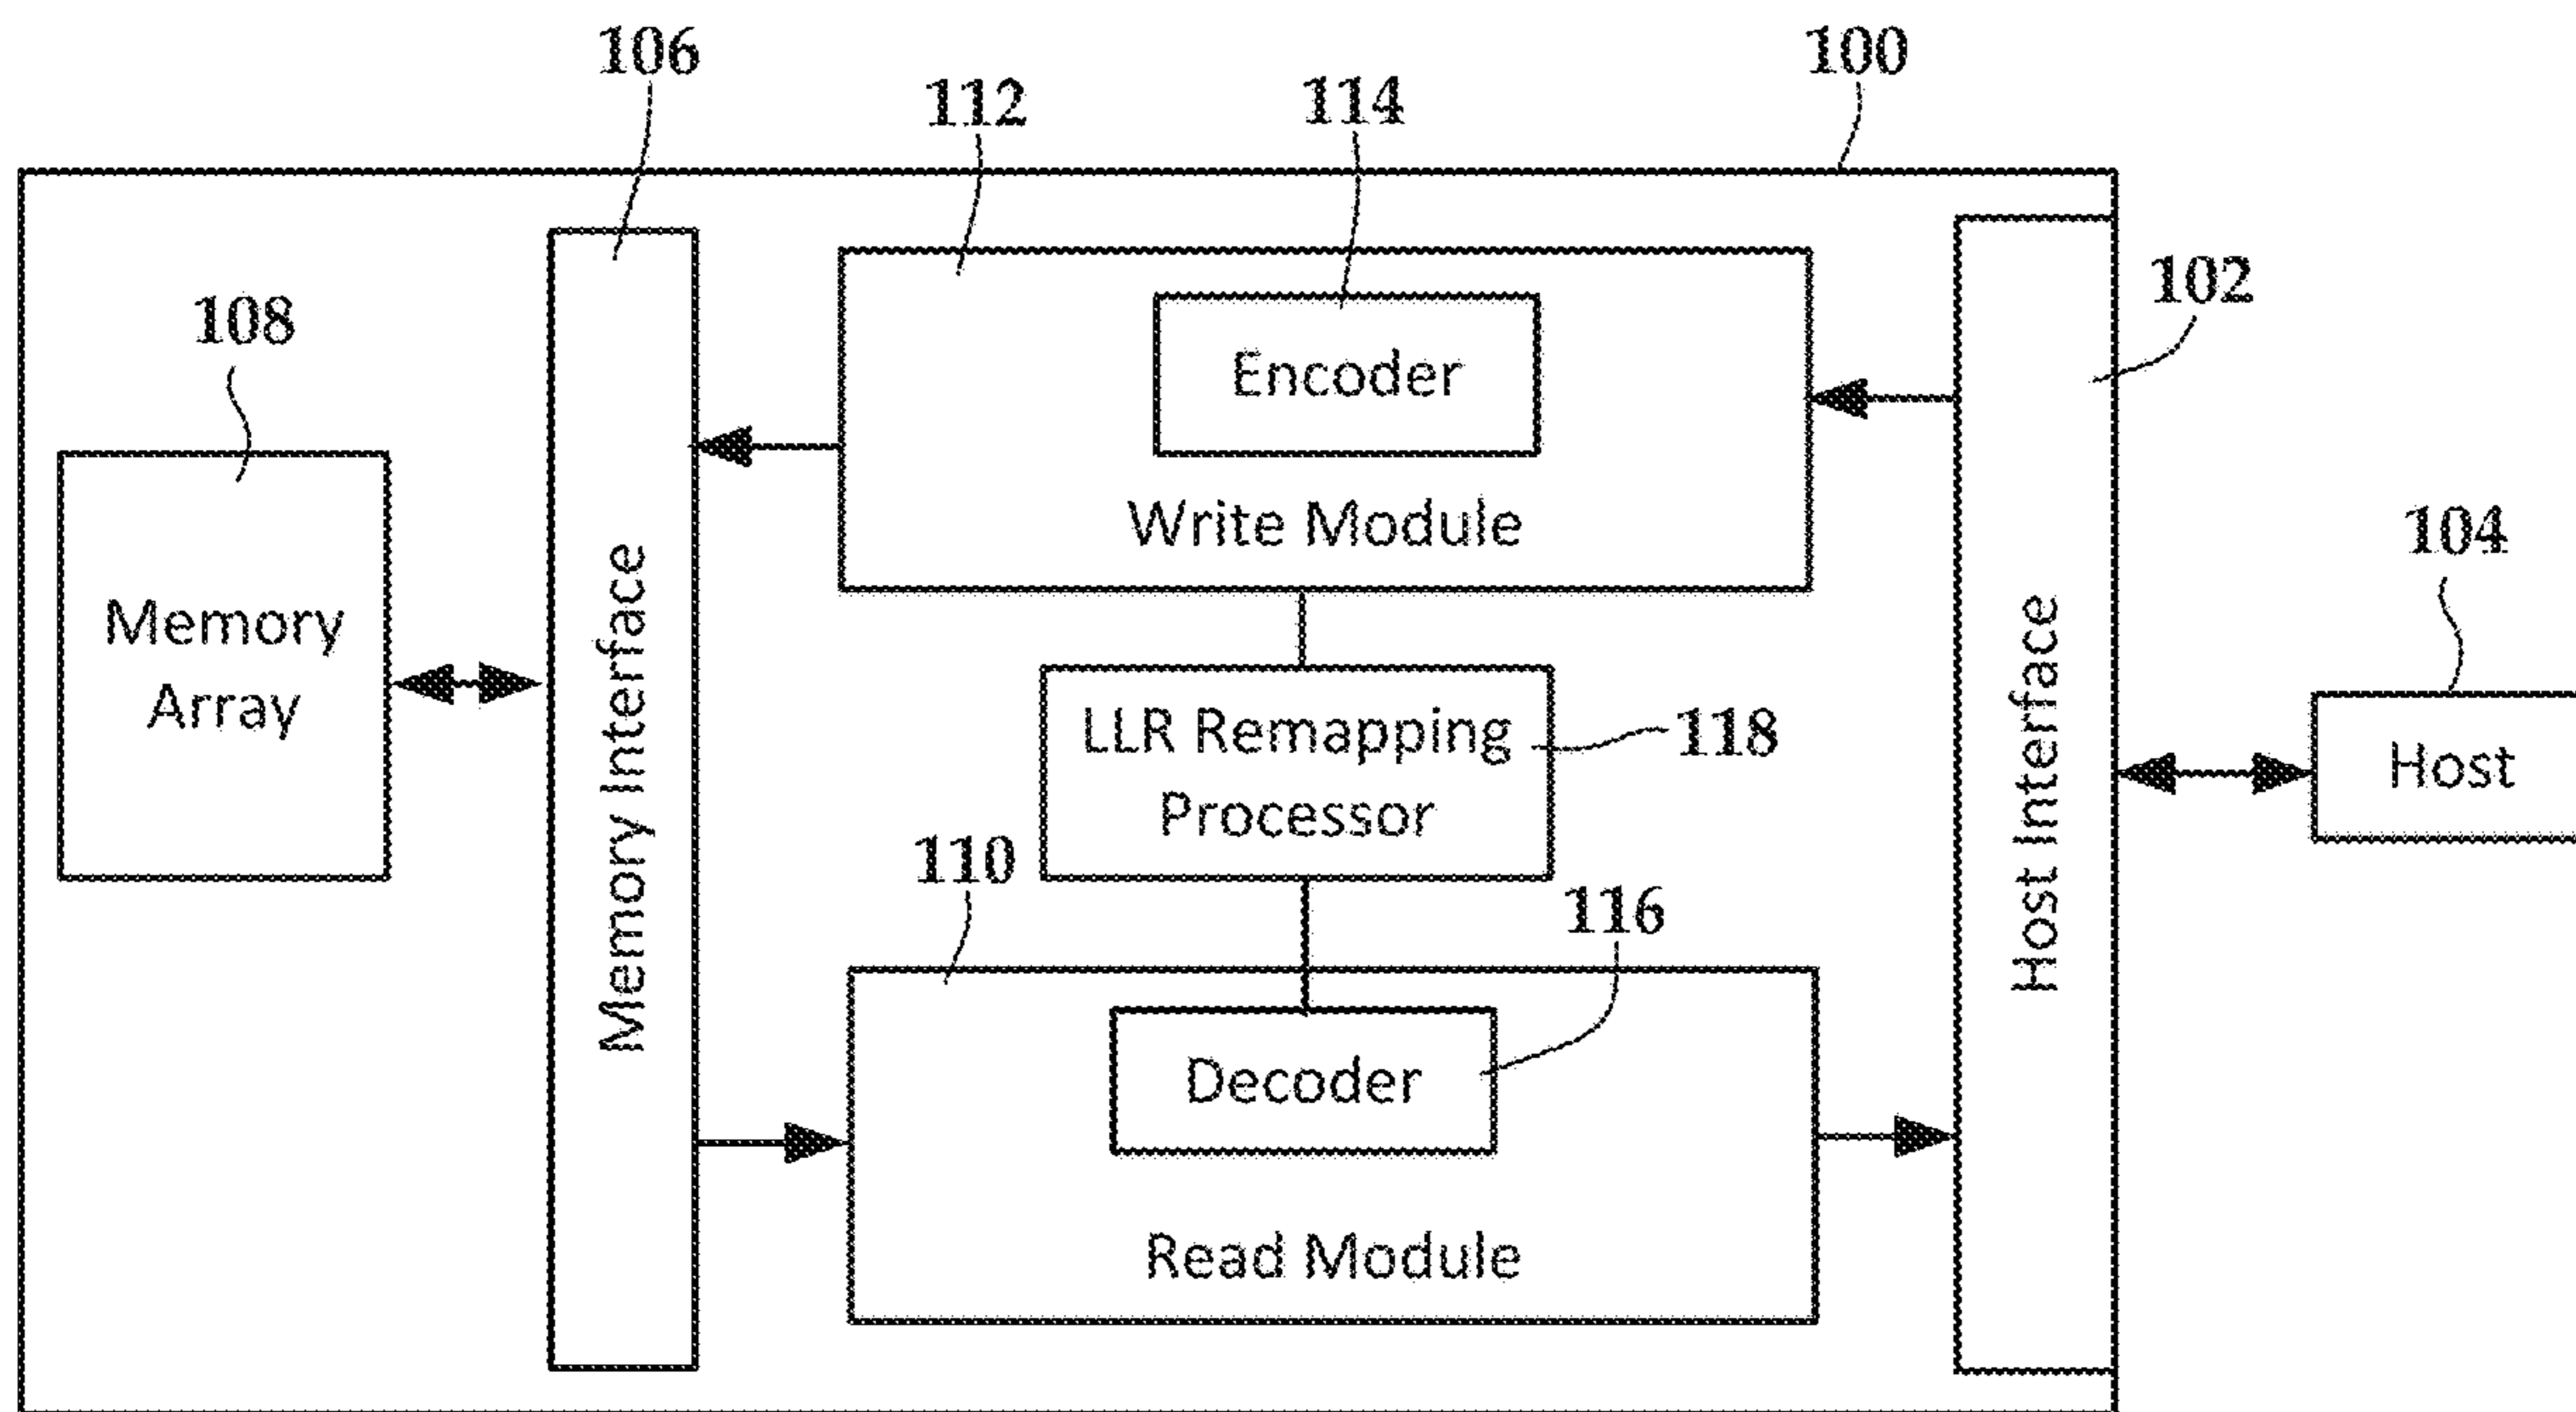 106
100
112
114
102
108
Encoder
Write Module
104
Memory
Array
Memory Interface
LLR Remapping
Processor
118
Host Interface
Host
110
116
Decoder
Read Module